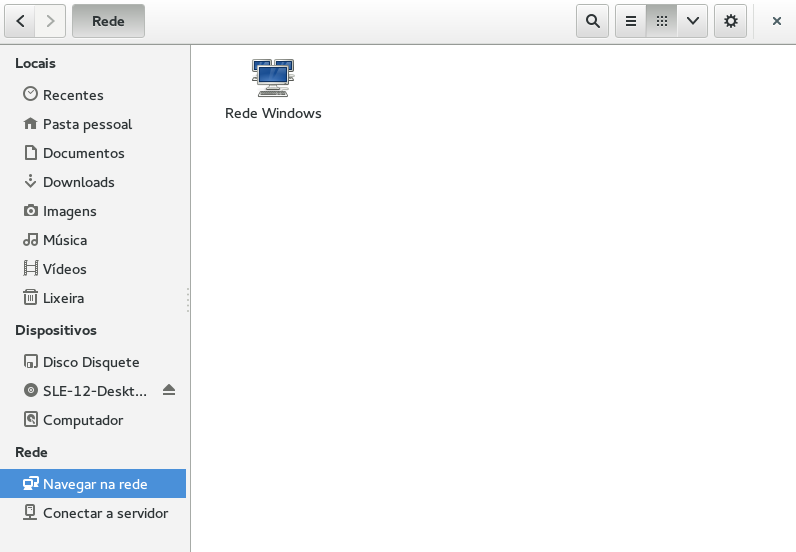 Rede
Locais
Recentes
Pasta pessoal
Documentos
Downloads
Imagens
Música
Vídeos
Lixeira
Dispositivos
Disco Disquete
SLE-12-Deskt...
Computador
Rede
Navegar na rede
Conectar a servidor
Rede Windows